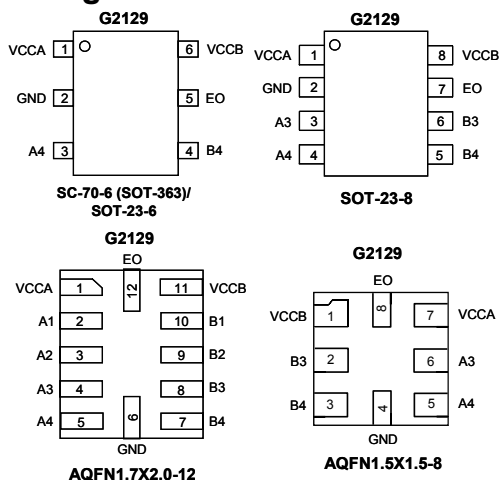 G2129
VCCA 1 6 VCCB
GND 2 5 EO
A4 3 4 B4
SC-70-6 (SOT-363)/
SOT-23-6
G2129
VCCA 1 8 VCCB
GND 2 7 EO
A3 3 6 B3
A4 4 5 B4
SOT-23-8
G2129
EO
12
VCCA 1 11 VCCB
A1 2 10 B1
A2 3 9 B2
A3 4 8 B3
A4 5 6 7 B4
GND
AQFN1.7X2.0-12
G2129
EO
8
VCCB 1 7 VCCA
B3 2 6 A3
B4 3 4 5 A4
GND
AQFN1.5X1.5-8